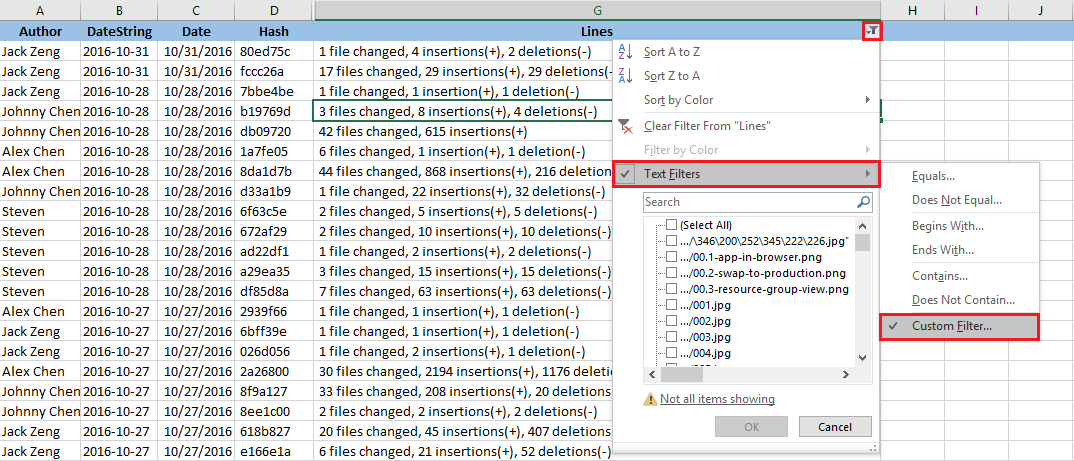 A B C D G H I J
Author DateString Date Hash Lines
Jack Zeng 2016-10-31 10/31/2016 80ed75c 1 file changed, 4 insertions(+), 2 deletions(-)
Jack Zeng 2016-10-31 10/31/2016 fccc26a 17 files changed, 29 insertions(+), 29 deletions(-)
Jack Zeng 2016-10-28 10/28/2016 7bbe4be 1 file changed, 1 insertion(+), 1 deletion(-)
Johnny Chen 2016-10-28 10/28/2016 b19769d 3 files changed, 8 insertions(+), 4 deletions(-)
Johnny Chen 2016-10-28 10/28/2016 db09720 42 files changed, 615 insertions(+)
Alex Chen 2016-10-28 10/28/2016 1a7fe05 6 files changed, 1 insertion(+), 1 deletion(-)
Alex Chen 2016-10-28 10/28/2016 8da1d7b 44 files changed, 868 insertions(+), 216 deletions
Johnny Chen 2016-10-28 10/28/2016 d33a1b9 1 file changed, 22 insertions(+), 32 deletions(-)
Steven 2016-10-28 10/28/2016 6f63c5e 2 files changed, 5 insertions(+), 5 deletions(-)
Steven 2016-10-28 10/28/2016 672af29 2 files changed, 10 insertions(+), 10 deletions(-)
Steven 2016-10-28 10/28/2016 ad22df1 1 file changed, 2 insertions(+), 2 deletions(-)
Steven 2016-10-28 10/28/2016 a29ea35 3 files changed, 15 insertions(+), 15 deletions(-)
Steven 2016-10-28 10/28/2016 df85d8a 7 files changed, 63 insertions(+), 63 deletions(-)
Alex Chen 2016-10-27 10/27/2016 2939f66 1 file changed, 1 insertion(+), 1 deletion(-)
Jack Zeng 2016-10-27 10/27/2016 6bff39e 1 file changed, 1 insertion(+), 1 deletion(-)
Jack Zeng 2016-10-27 10/27/2016 026d056 1 file changed, 2 insertions(+), 1 deletion(-)
Alex Chen 2016-10-27 10/27/2016 2a26800 30 files changed, 2194 insertions(+), 1176 deletions
Johnny Chen 2016-10-27 10/27/2016 8f9a127 33 files changed, 208 insertions(+), 20 deletions
Johnny Chen 2016-10-27 10/27/2016 8ee1c00 2 files changed, 2 insertions(+), 2 deletions(-)
Jack Zeng 2016-10-27 10/27/2016 618b827 20 files changed, 45 insertions(+), 407 deletions
Jack Zeng 2016-10-27 10/27/2016 e166e1a 6 files changed, 21 insertions(+), 52 deletions(-)
Sort A to Z
Sort Z to A
Sort by Color
Clear Filter From "Lines"
Filter by Color
Text Filters
Search
(Select All)
.../\346\200\252\345\222\226.jpg"
.../00.1-app-in-browser.png
.../00.2-swap-to-production.png
.../00.3-resource-group-view.png
.../001.jpg
.../002.jpg
.../003.jpg
.../004.jpg
Not all items showing
OK Cancel
Equals...
Does Not Equal...
Begins With...
Ends With...
Contains...
Does Not Contain...
Custom Filter...